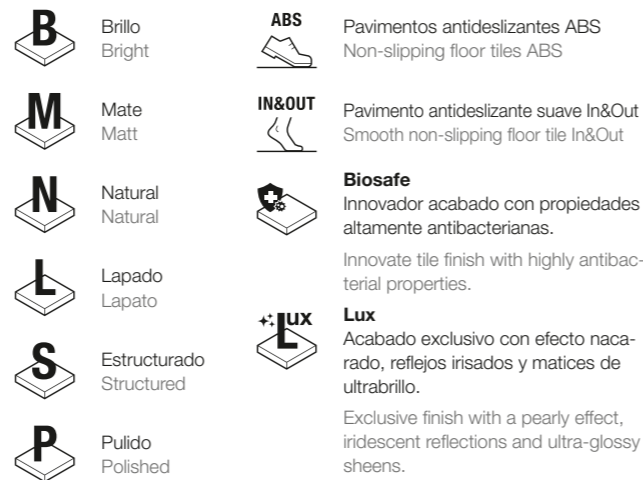 B
Brillo
Bright
M
Mate
Matt
N
Natural
Natural
L
Lapado
Lapato
S
Estructurado
Structured
P
Pulido
Polished
ABS
Pavimentos antideslizantes ABS
Non-slipping floor tiles ABS
IN&OUT
Pavimento antideslizante suave In&Out
Smooth non-slipping floor tile In&Out
Biosafe
Innovador acabado con propiedades
altamente antibacterianas.
Innovate tile finish with highly antibac-
terial properties.
Lux
Lux
Acabado exclusivo con efecto naca-
rado, reflejos irisados y matices de
ultrabrillo.
Exclusive finish with a pearly effect,
iridescent reflections and ultra-glossy
sheens.